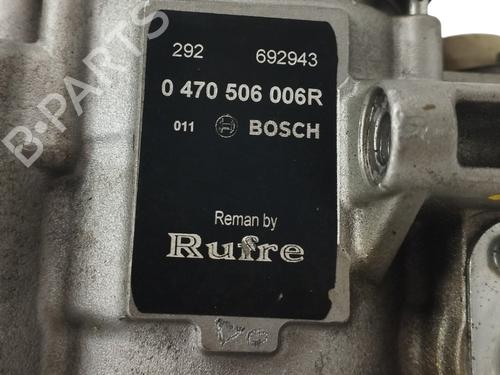 292 692943
0 470 506 006R
011 BOSCH
Reman by
Rufre
B-PARTS